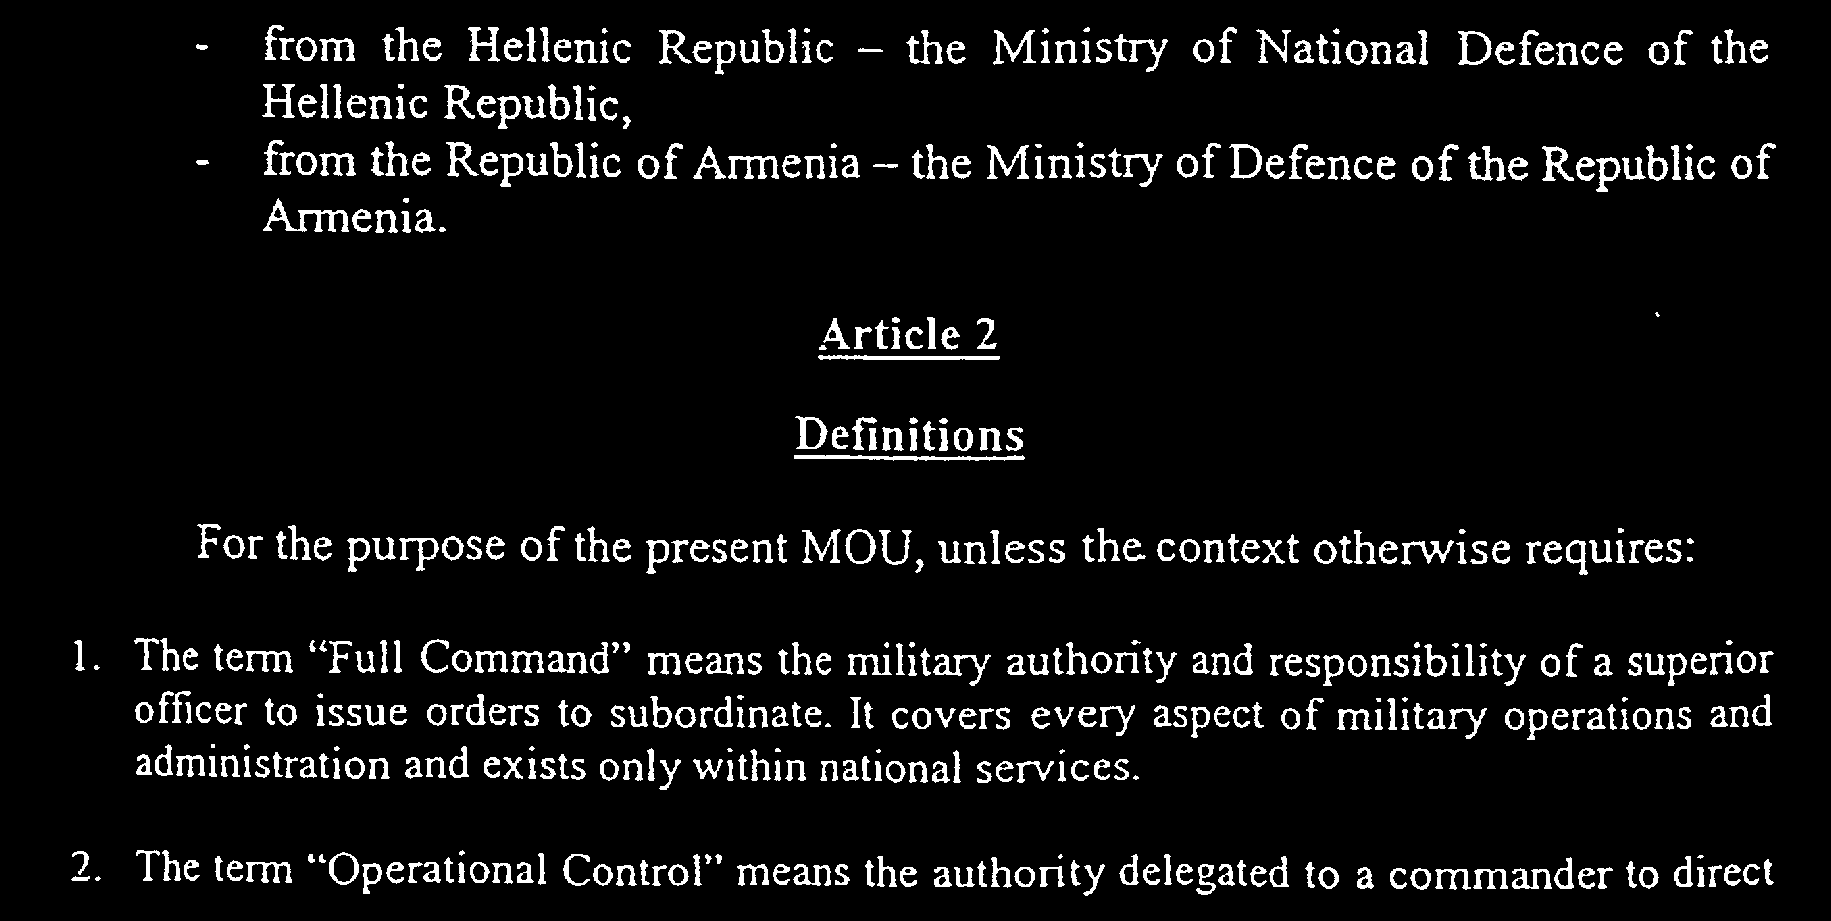 - from the Hellenic Republic – the Ministry of National Defence of the
Hellenic Republic,
- from the Republic of Armenia – the Ministry of Defence of the Republic of
Armenia.
Article 2
Definitions
For the purpose of the present MOU, unless the context otherwise requires:
1. The term “Full Command” means the military authority and responsibility of a superior
officer to issue orders to subordinate. It covers every aspect of military operations and
administration and exists only within national services.
2. The term “Operational Control” means the authority delegated to a commander to direct